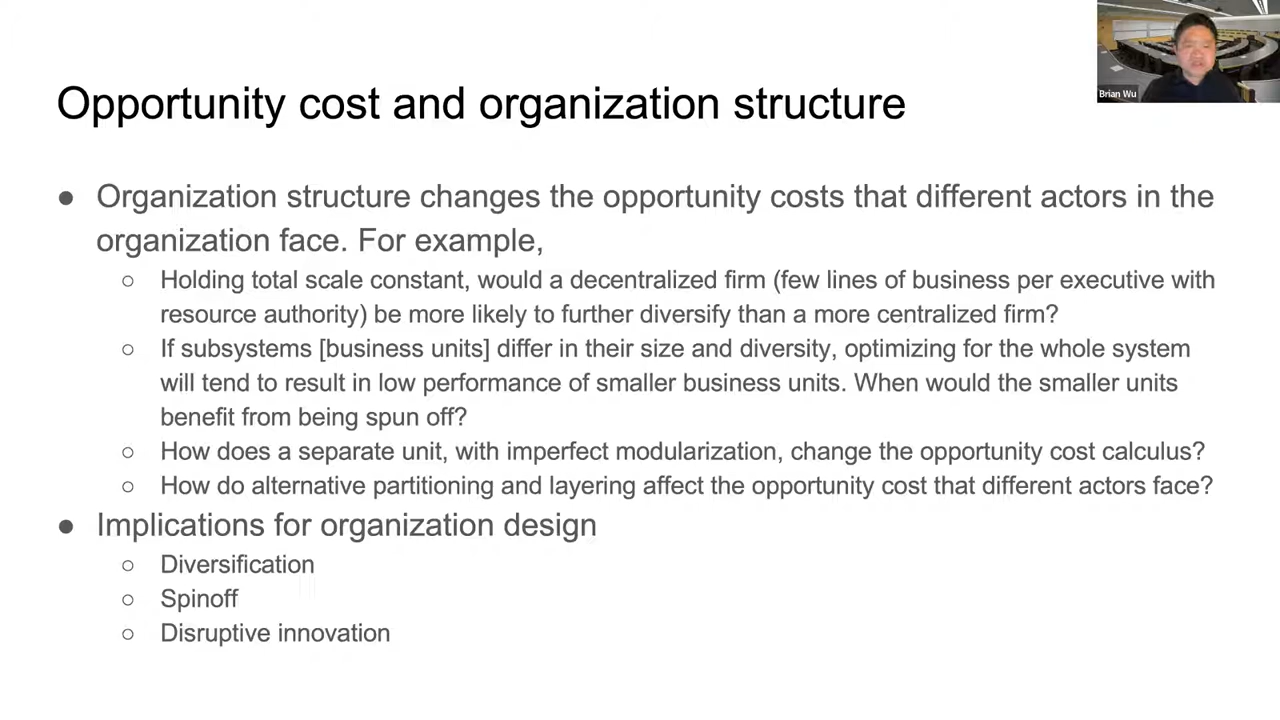 Brian Wu
Opportunity cost and organization structure
● Organization structure changes the opportunity costs that different actors in the
organization face. For example,
○ Holding total scale constant, would a decentralized firm (few lines of business per executive with
resource authority) be more likely to further diversify than a more centralized firm?
○ If subsystems [business units] differ in their size and diversity, optimizing for the whole system
will tend to result in low performance of smaller business units. When would the smaller units
benefit from being spun off?
○ How does a separate unit, with imperfect modularization, change the opportunity cost calculus?
○ How do alternative partitioning and layering affect the opportunity cost that different actors face?
● Implications for organization design
○ Diversification
○ Spinoff
○ Disruptive innovation